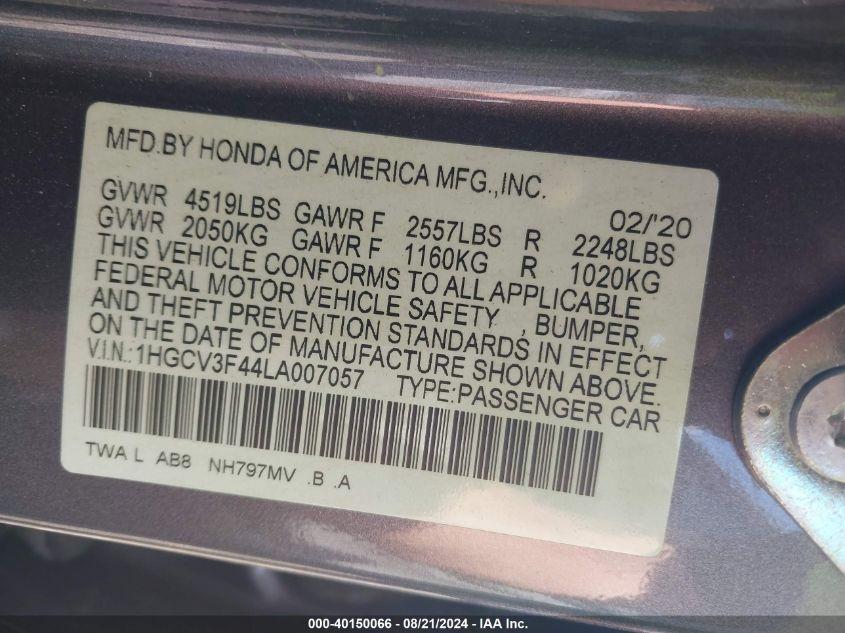 MFD.BY HONDA OF AMERICA MFG.,INC.
02/'20
GVWR 4519LBS GAWR F 2557LBS R 2248LBS
GVWR 2050KG GAWR F 1160KG R 1020KG
THIS VEHICLE CONFORMS TO ALL APPLICABLE
FEDERAL MOTOR VEHICLE SAFETY , BUMPER,
AND THEFT PREVENTION STANDARDS IN EFFECT
ON THE DATE OF MANUFACTURE SHOWN ABOVE.
V.I.N.:1HGCV3F44LA007057 TYPE:PASSENGER CAR
TWA L AB8 NH797MV .B .A
000-40150066 - 08/21/2024 - IAA Inc.